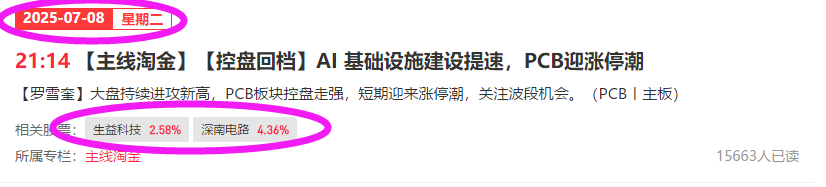 2025-07-08 星期二
21:14 【主线淘金】【控盘回档】AI 基础设施建设提速，PCB迎涨停潮
【罗雪奎】大盘持续进攻新高，PCB板块控盘走强，短期迎来涨停潮，关注波段机会。（PCB丨主板）
相关股票： 生益科技 2.58% 深南电路 4.36%
所属专栏：主线淘金 15663人已读